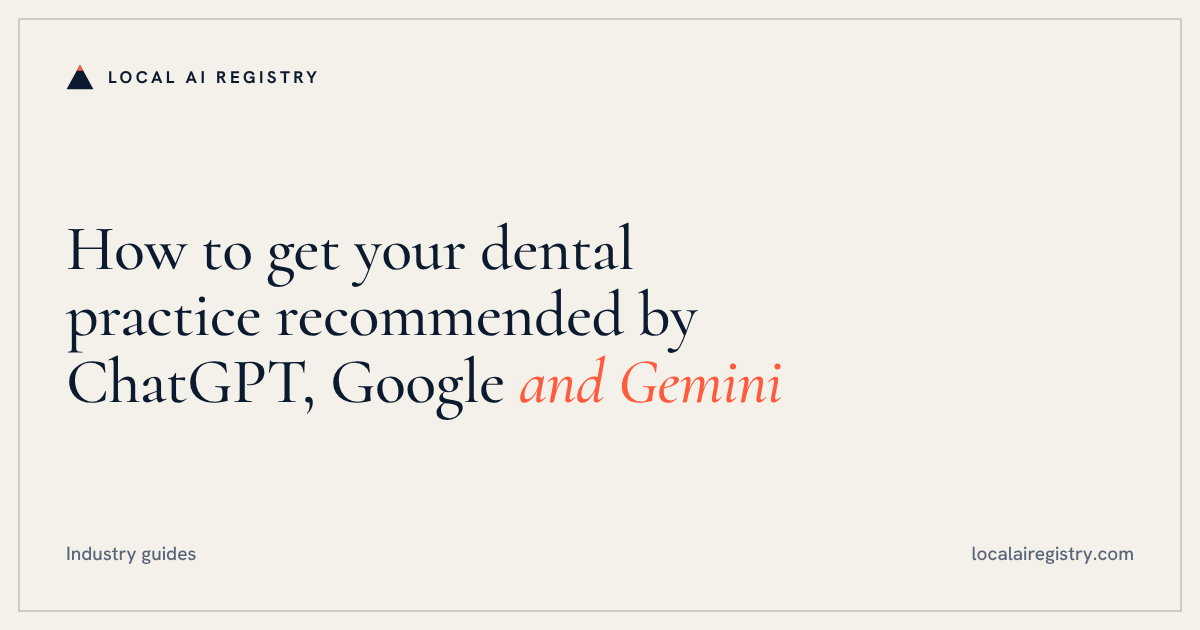 LOCAL AI REGISTRY
How to get your dental
practice recommended by
ChatGPT, Google and Gemini
Industry guides
localairegistry.com